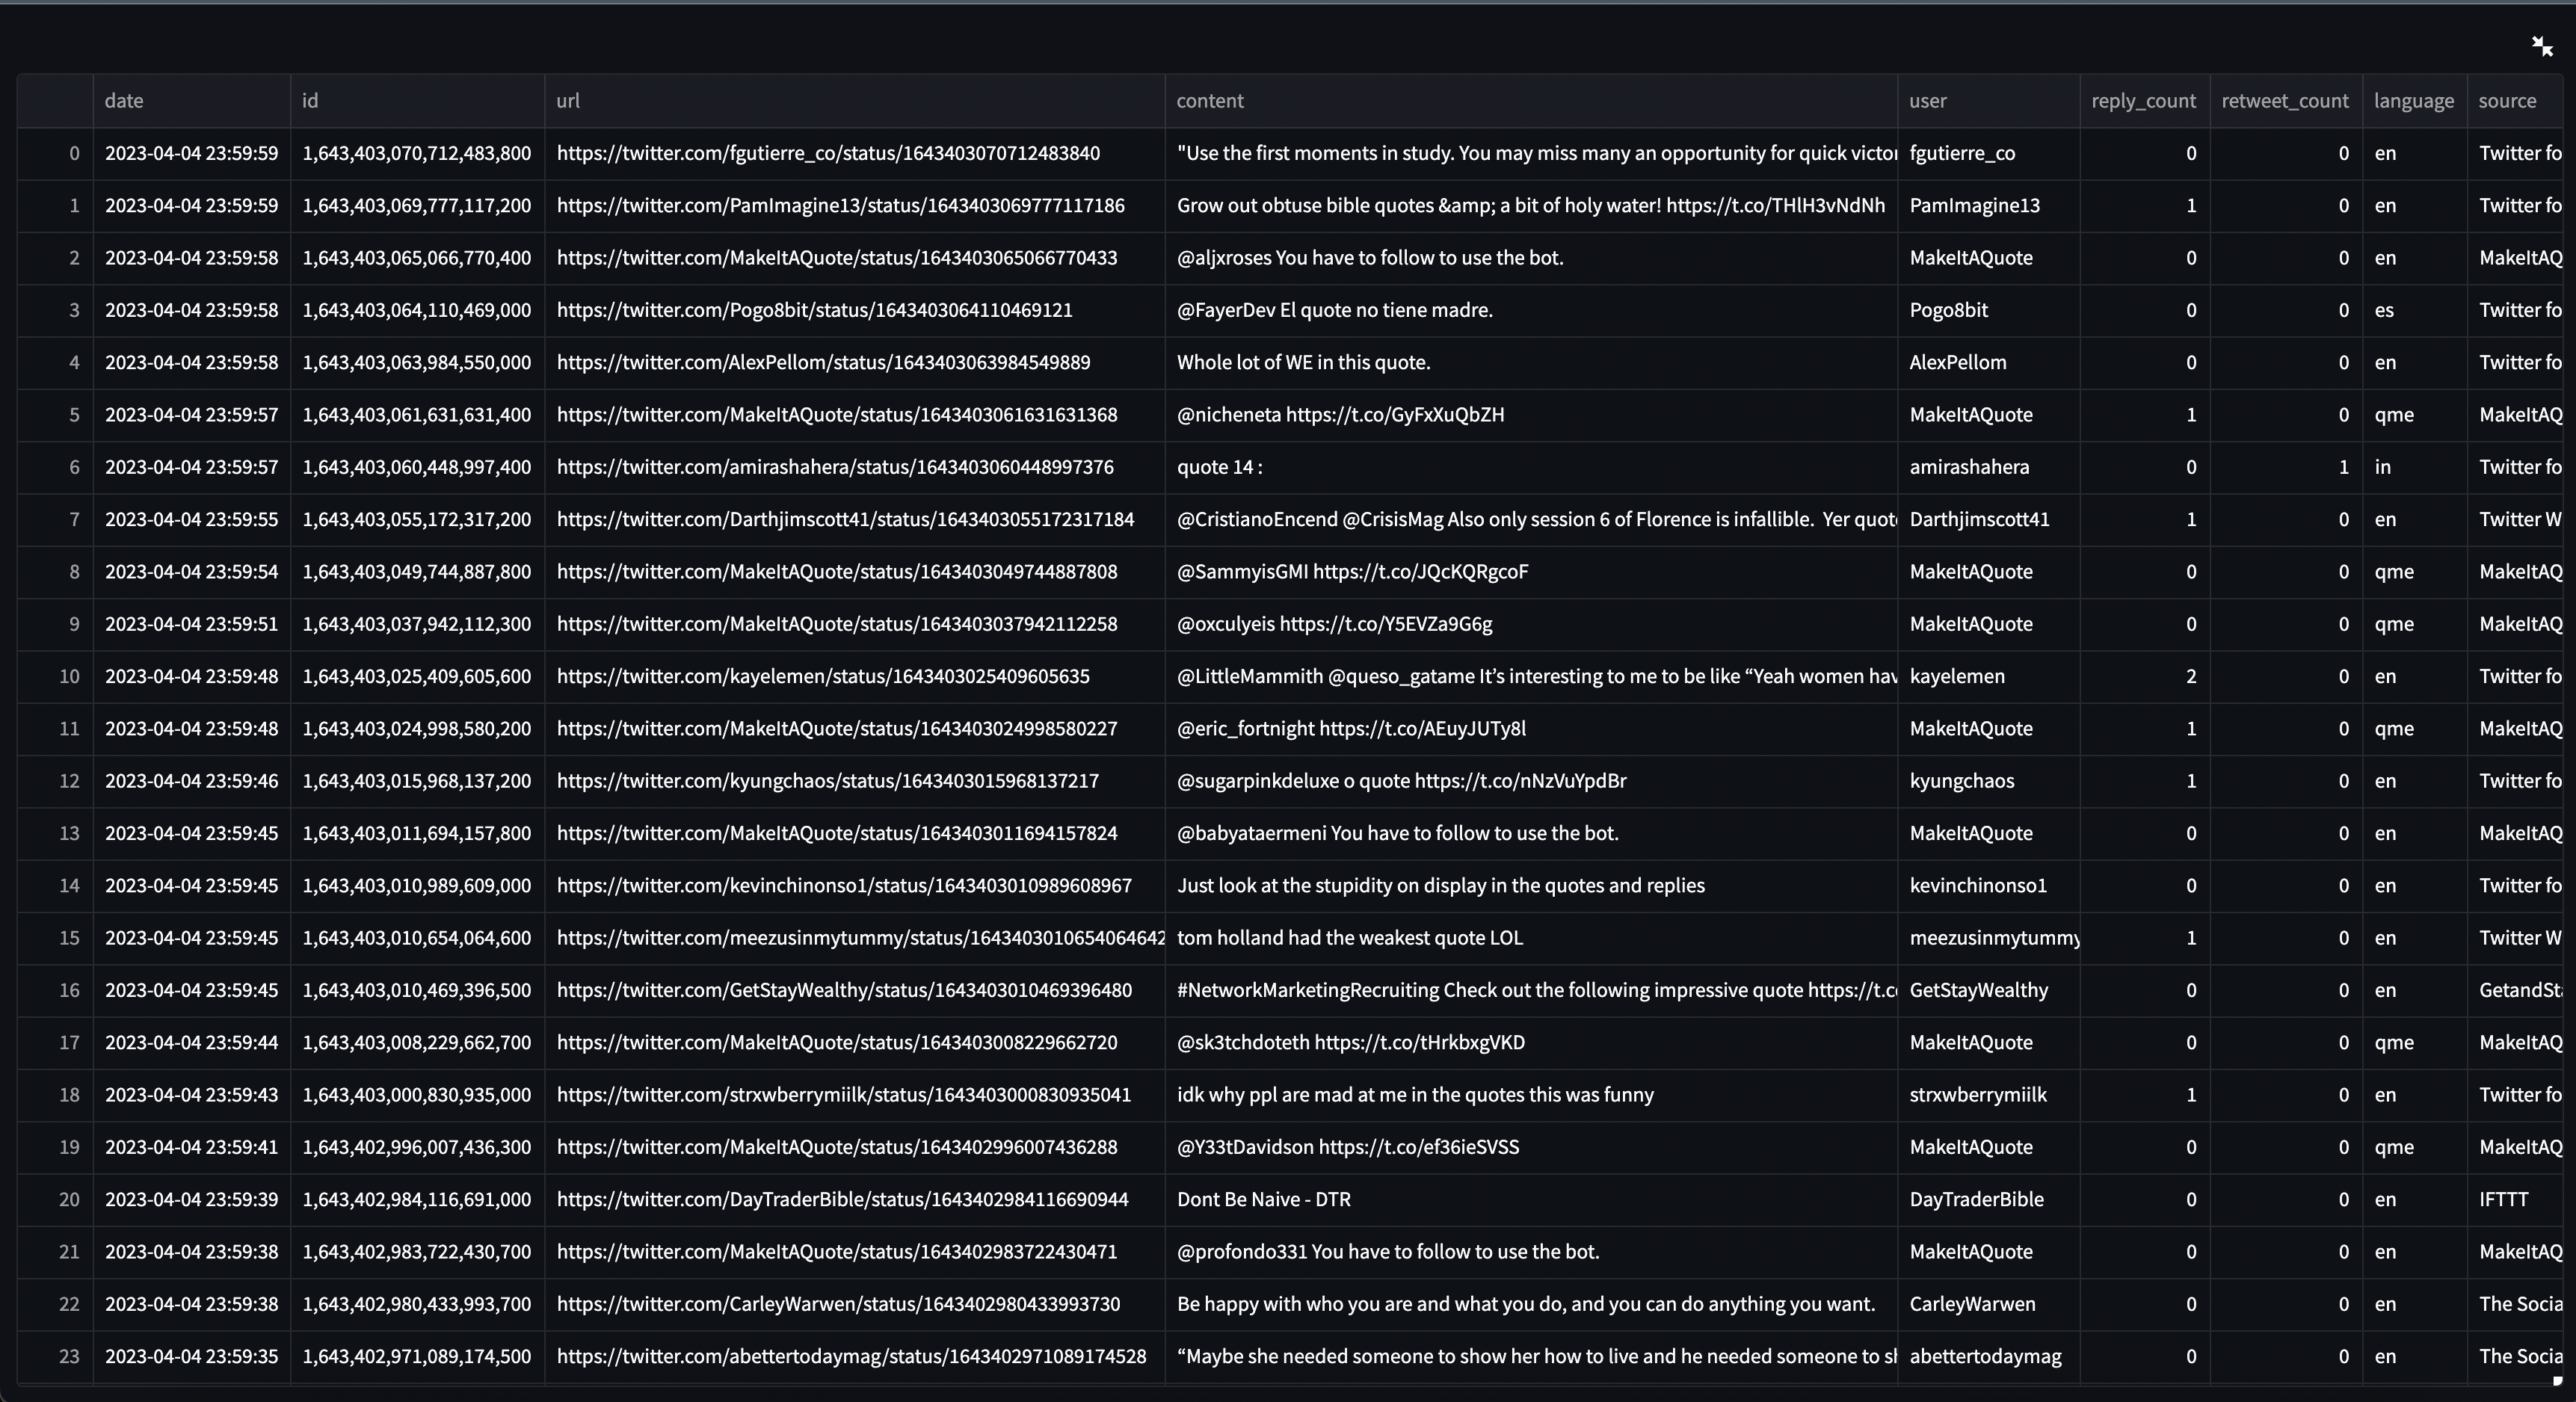 date id url content user reply_count retweet_count language source
0 2023-04-04 23:59:59 1,643,403,070,712,483,800 https://twitter.com/fgutierre_co/status/1643403070712483840 "Use the first moments in study. You may miss many an opportunity for quick victor fgutierre_co 0 0 en Twitter fo
1 2023-04-04 23:59:59 1,643,403,069,777,117,200 https://twitter.com/PamImagine13/status/1643403069777117186 Grow out obtuse bible quotes &amp; a bit of holy water! https://t.co/THlH3vNdNh PamImagine13 1 0 en Twitter fo
2 2023-04-04 23:59:58 1,643,403,065,066,770,400 https://twitter.com/MakeItAQuote/status/1643403065066770433 @aljxroses You have to follow to use the bot. MakeItAQuote 0 0 en MakeItAQ
3 2023-04-04 23:59:58 1,643,403,064,110,469,000 https://twitter.com/Pogo8bit/status/1643403064110469121 @FayerDev El quote no tiene madre. Pogo8bit 0 0 es Twitter fo
4 2023-04-04 23:59:58 1,643,403,063,984,550,000 https://twitter.com/AlexPellom/status/1643403063984549889 Whole lot of WE in this quote. AlexPellom 0 0 en Twitter fo
5 2023-04-04 23:59:57 1,643,403,061,631,631,400 https://twitter.com/MakeItAQuote/status/1643403061631631368 @nicheneta https://t.co/GyFxXuQbZH MakeItAQuote 1 0 qme MakeItAQ
6 2023-04-04 23:59:57 1,643,403,060,448,997,400 https://twitter.com/amirashahera/status/1643403060448997376 quote 14 : amirashahera 0 1 in Twitter fo
7 2023-04-04 23:59:55 1,643,403,055,172,317,200 https://twitter.com/Darthjimscott41/status/1643403055172317184 @CristianoEncend @CrisisMag Also only session 6 of Florence is infallible.  Yer quot Darthjimscott41 1 0 en Twitter W
8 2023-04-04 23:59:54 1,643,403,049,744,887,800 https://twitter.com/MakeItAQuote/status/1643403049744887808 @SammyisGMI https://t.co/JQcKQRgcoF MakeItAQuote 0 0 qme MakeItAQ
9 2023-04-04 23:59:51 1,643,403,037,942,112,300 https://twitter.com/MakeItAQuote/status/1643403037942112258 @oxculyeis https://t.co/Y5EVZa9G6g MakeItAQuote 0 0 qme MakeItAQ
10 2023-04-04 23:59:48 1,643,403,025,409,605,600 https://twitter.com/kayelemen/status/1643403025409605635 @LittleMammith @queso_gatame It’s interesting to me to be like “Yeah women hav kayelemen 2 0 en Twitter fo
11 2023-04-04 23:59:48 1,643,403,024,998,580,200 https://twitter.com/MakeItAQuote/status/1643403024998580227 @eric_fortnight https://t.co/AEuyJUTy8l MakeItAQuote 1 0 qme MakeItAQ
12 2023-04-04 23:59:46 1,643,403,015,968,137,200 https://twitter.com/kyungchaos/status/1643403015968137217 @sugarpinkdeluxe o quote https://t.co/nNzVuYpdBr kyungchaos 1 0 en Twitter fo
13 2023-04-04 23:59:45 1,643,403,011,694,157,800 https://twitter.com/MakeItAQuote/status/1643403011694157824 @babyataermeni You have to follow to use the bot. MakeItAQuote 0 0 en MakeItAQ
14 2023-04-04 23:59:45 1,643,403,010,989,609,000 https://twitter.com/kevinchinonso1/status/1643403010989608967 Just look at the stupidity on display in the quotes and replies kevinchinonso1 0 0 en Twitter fo
15 2023-04-04 23:59:45 1,643,403,010,654,064,600 https://twitter.com/meezusinmytummy/status/1643403010654064642 tom holland had the weakest quote LOL meezusinmytummy 1 0 en Twitter W
16 2023-04-04 23:59:45 1,643,403,010,469,396,500 https://twitter.com/GetStayWealthy/status/1643403010469396480 #NetworkMarketingRecruiting Check out the following impressive quote https://t.c GetStayWealthy 0 0 en GetandSta
17 2023-04-04 23:59:44 1,643,403,008,229,662,700 https://twitter.com/MakeItAQuote/status/1643403008229662720 @sk3tchdoteth https://t.co/tHrkbxgVKD MakeItAQuote 0 0 qme MakeItAQ
18 2023-04-04 23:59:43 1,643,403,000,830,935,000 https://twitter.com/strxwberrymiilk/status/1643403000830935041 idk why ppl are mad at me in the quotes this was funny strxwberrymiilk 1 0 en Twitter fo
19 2023-04-04 23:59:41 1,643,402,996,007,436,300 https://twitter.com/MakeItAQuote/status/1643402996007436288 @Y33tDavidson https://t.co/ef36ieSVSS MakeItAQuote 0 0 qme MakeItAQ
20 2023-04-04 23:59:39 1,643,402,984,116,691,000 https://twitter.com/DayTraderBible/status/1643402984116690944 Dont Be Naive - DTR DayTraderBible 0 0 en IFTTT
21 2023-04-04 23:59:38 1,643,402,983,722,430,700 https://twitter.com/MakeItAQuote/status/1643402983722430471 @profondo331 You have to follow to use the bot. MakeItAQuote 0 0 en MakeItAQ
22 2023-04-04 23:59:38 1,643,402,980,433,993,700 https://twitter.com/CarleyWarwen/status/1643402980433993730 Be happy with who you are and what you do, and you can do anything you want. CarleyWarwen 0 0 en The Socia
23 2023-04-04 23:59:35 1,643,402,971,089,174,500 https://twitter.com/abettertodaymag/status/1643402971089174528 “Maybe she needed someone to show her how to live and he needed someone to sh abettertodaymag 0 0 en The Socia